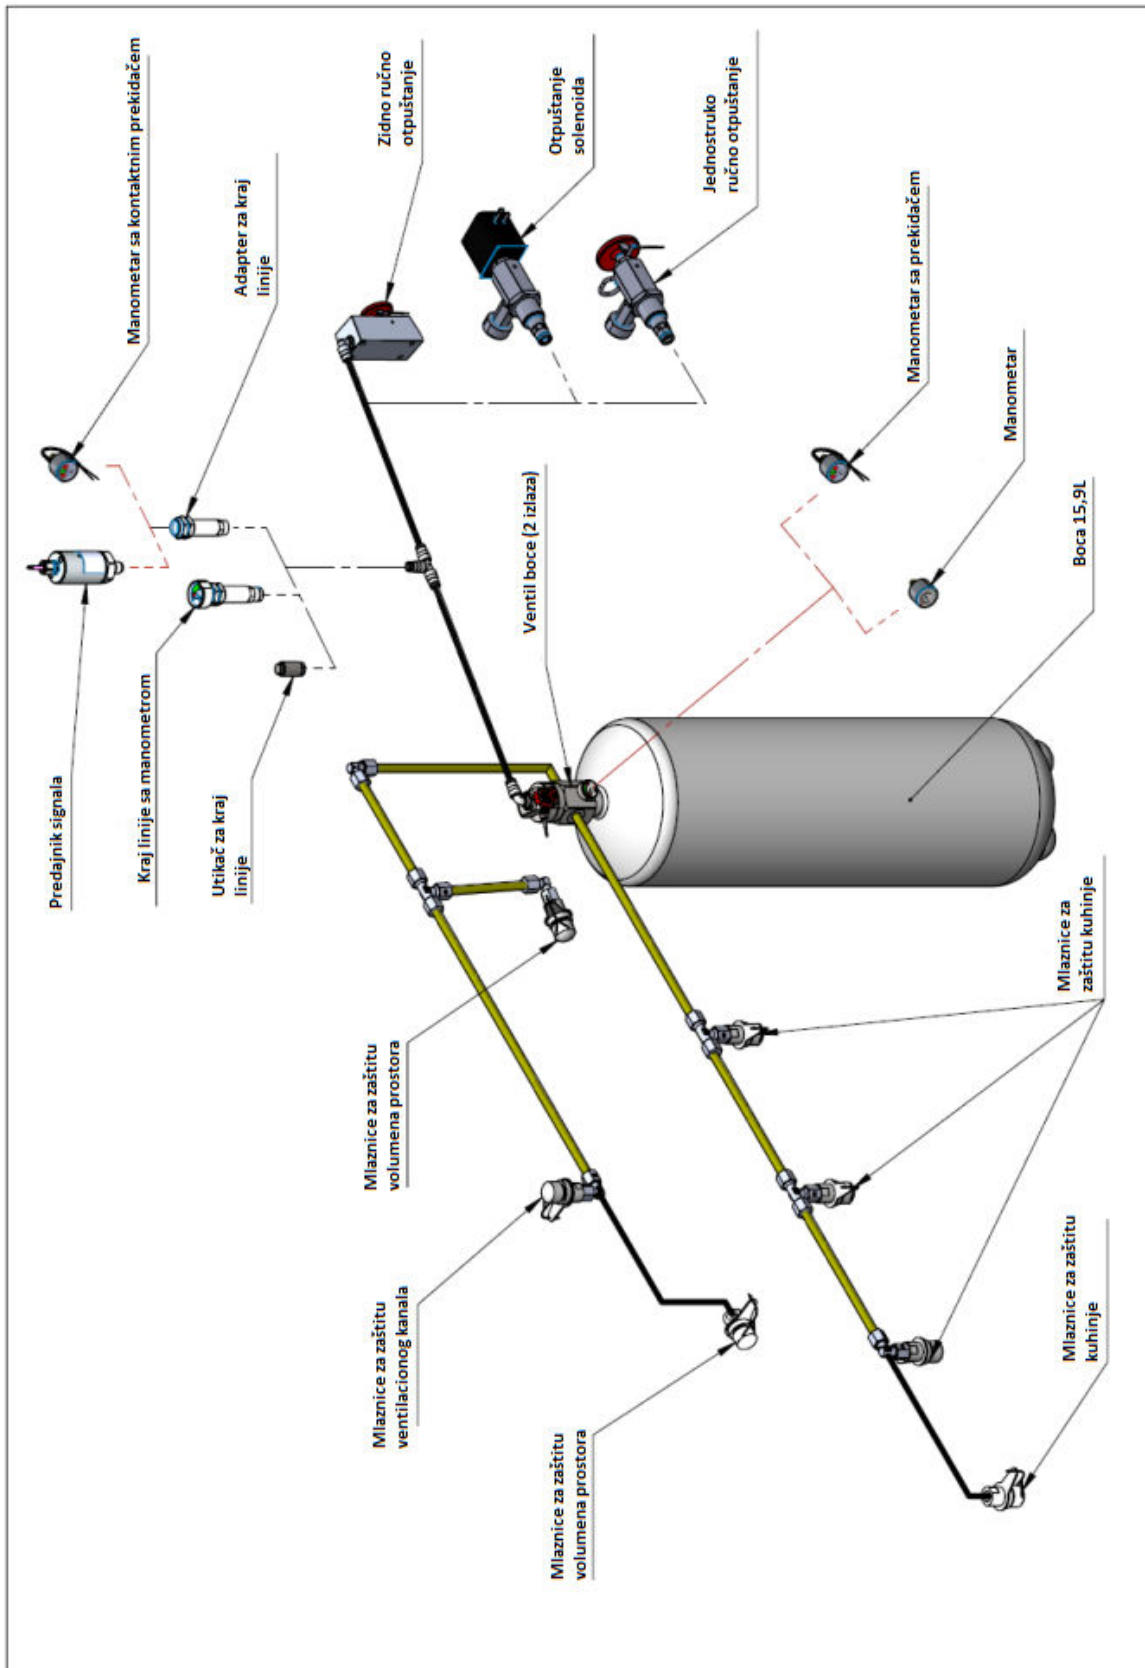 Manometar sa kontaktnim prekidačem
Adapter za kraj
linije
Zidno ručno
otpuštanje
Otpuštanje
solenoida
Jednostruko
ručno otpuštanje
Manometar sa prekidačem
Manometar
Boca 15,9L
Ventil boce (2 izlaza)
Predajnik signala
Kraj linije sa manometrom
Utikač za kraj
linije
Mlaznice za zaštitu
volumena prostora
Mlaznice za
zaštitu kuhinje
Mlaznice za zaštitu
ventilacionog kanala
Mlaznice za zaštitu
volumena prostora
Mlaznice za zaštitu
kuhinje